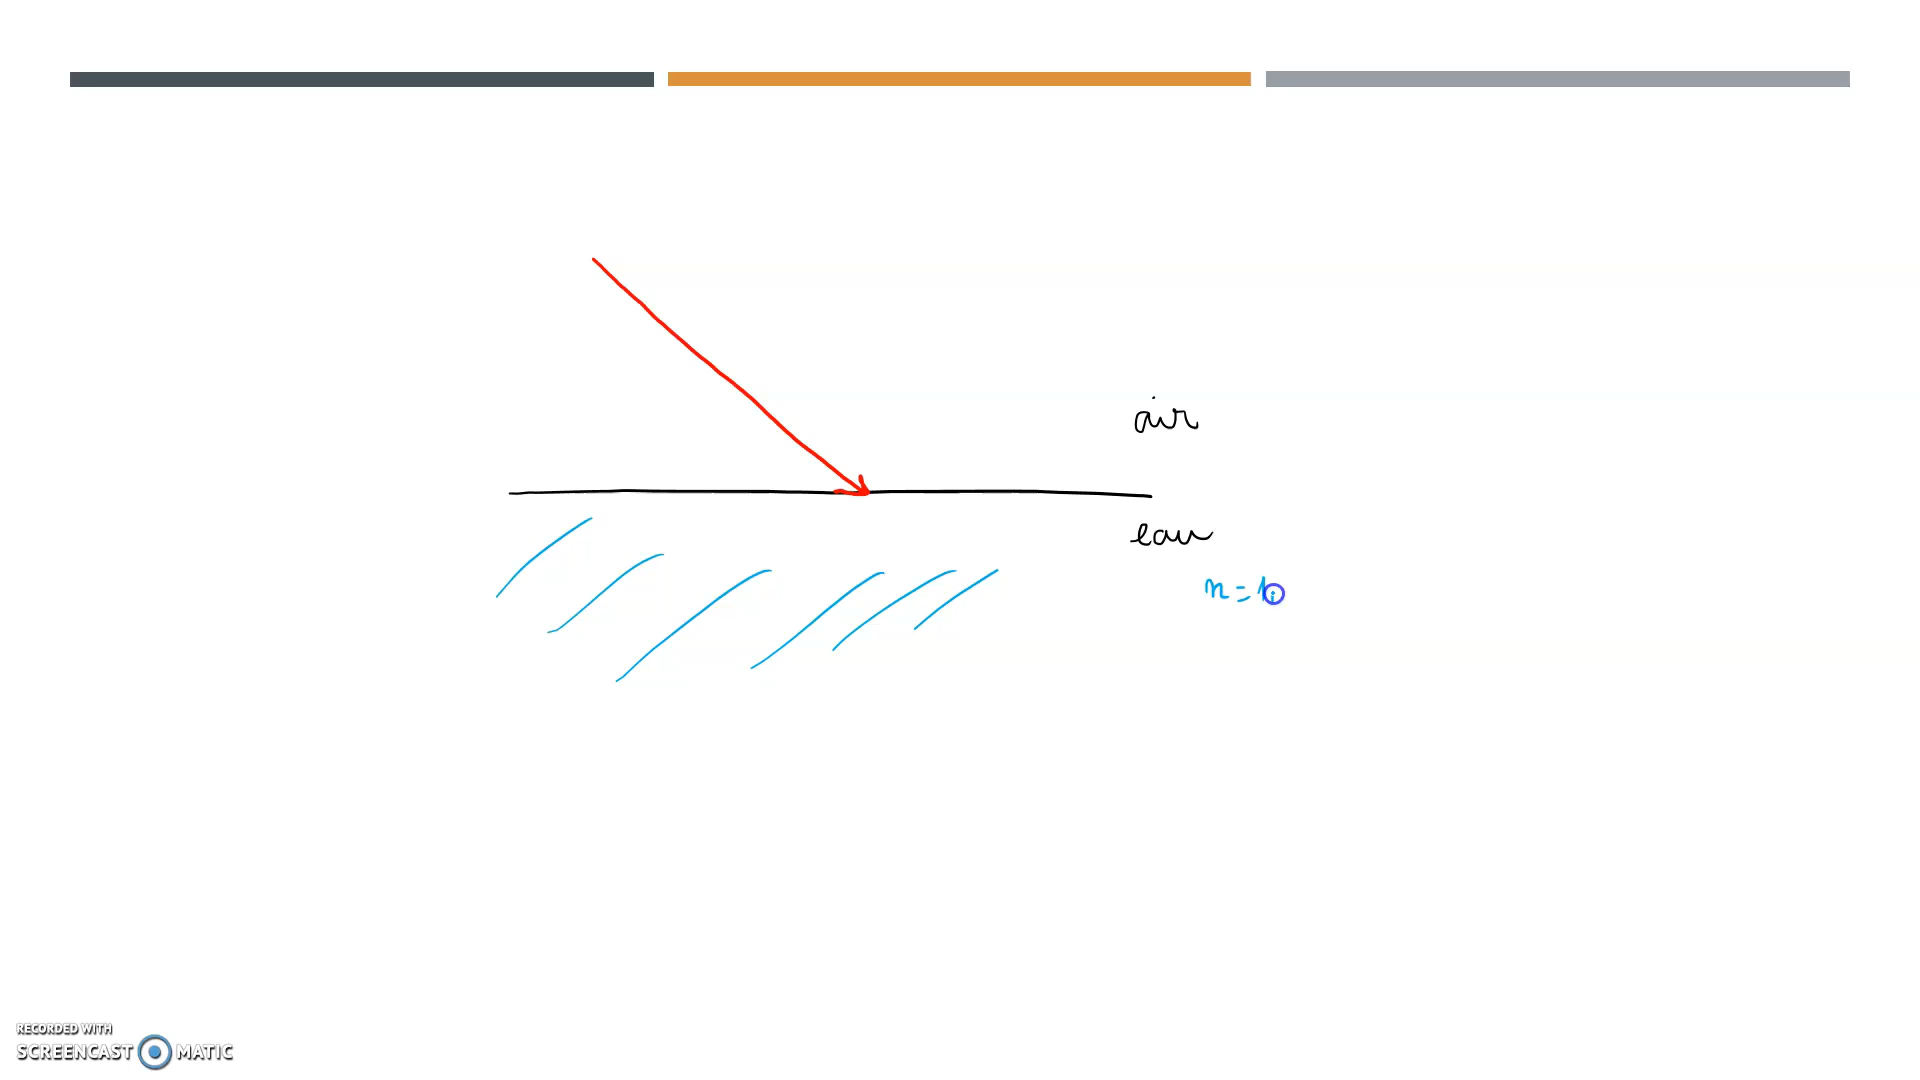 air
eau
n = 1
RECORDED WITH
SCREENCAST MATIC